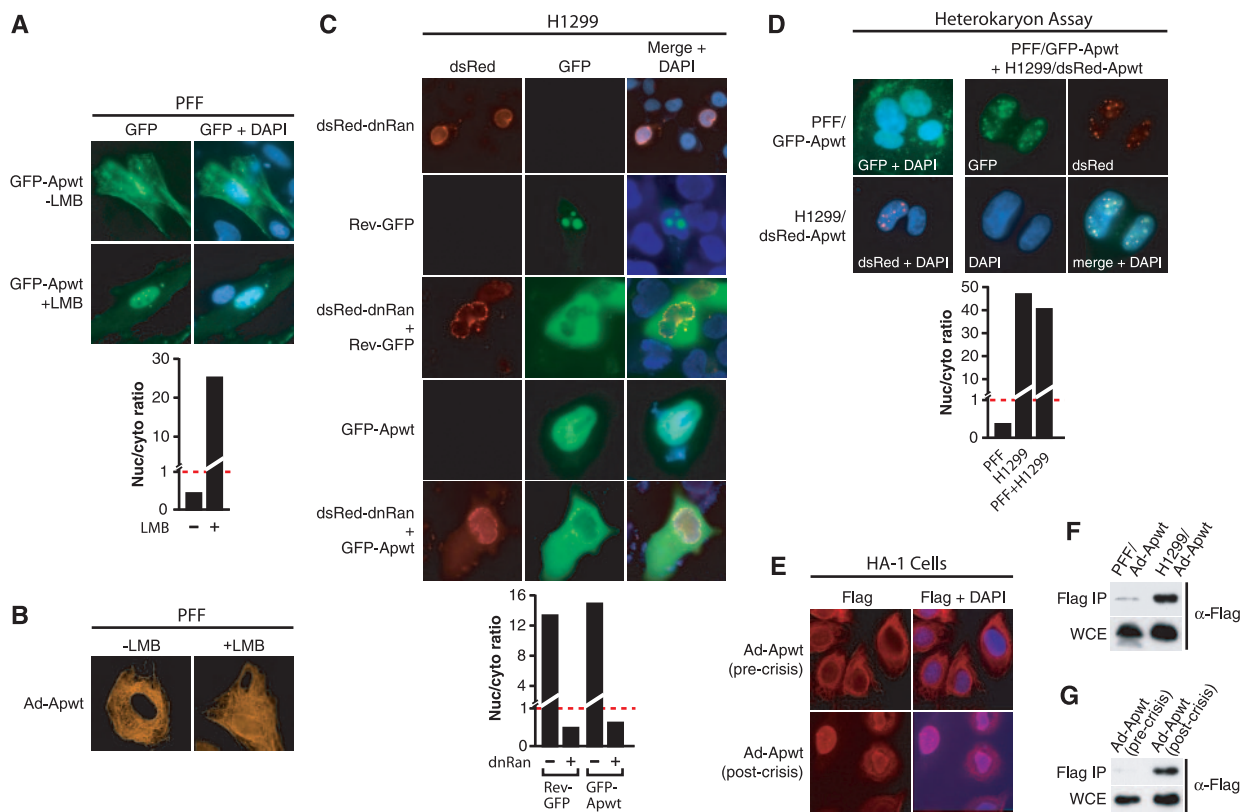 A
PFF
GFP
GFP + DAPI
GFP-Apwt
-LMB
GFP-Apwt
+LMB
Nuc/cyto ratio
30
20
10
1
0
LMB
–
+
B
PFF
-LMB
+LMB
Ad-Apwt
C
H1299
dsRed
GFP
Merge +
DAPI
dsRed-dnRan
Rev-GFP
dsRed-dnRan
+
Rev-GFP
GFP-Apwt
dsRed-dnRan
+
GFP-Apwt
Nuc/cyto ratio
16
12
8
4
1
0
dnRan
– + – +
Rev-
GFP
GFP-
Apwt
D
Heterokaryon Assay
PFF/GFP-Apwt
+ H1299/dsRed-Apwt
PFF/
GFP-Apwt
GFP + DAPI
GFP
dsRed
H1299/
dsRed-Apwt
dsRed + DAPI
DAPI
merge + DAPI
Nuc/cyto ratio
50
40
30
20
10
1
0
PFF
H1299
PFF+H1299
E
HA-1 Cells
Flag
Flag + DAPI
Ad-Apwt
(pre-crisis)
Ad-Apwt
(post-crisis)
F
PFF/
Ad-Apwt
H1299/
Ad-Apwt
Flag IP
WCE
α-Flag
G
Ad-Apwt
(pre-crisis)
Ad-Apwt
(post-crisis)
Flag IP
WCE
α-Flag